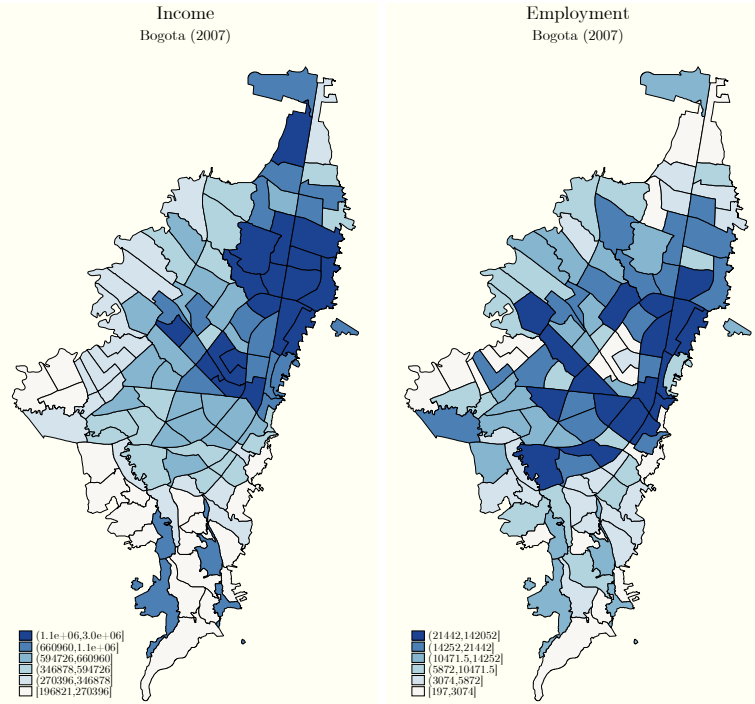 Income
Bogota (2007)
(1.1e+06,3.0e+06]
(660960,1.1e+06]
(594726,660960]
(346878,594726]
(270396,346878]
[196821,270396]
Employment
Bogota (2007)
(21442,142052]
(14252,21442]
(10471.5,14252]
(5872,10471.5]
(3074,5872]
[197,3074]